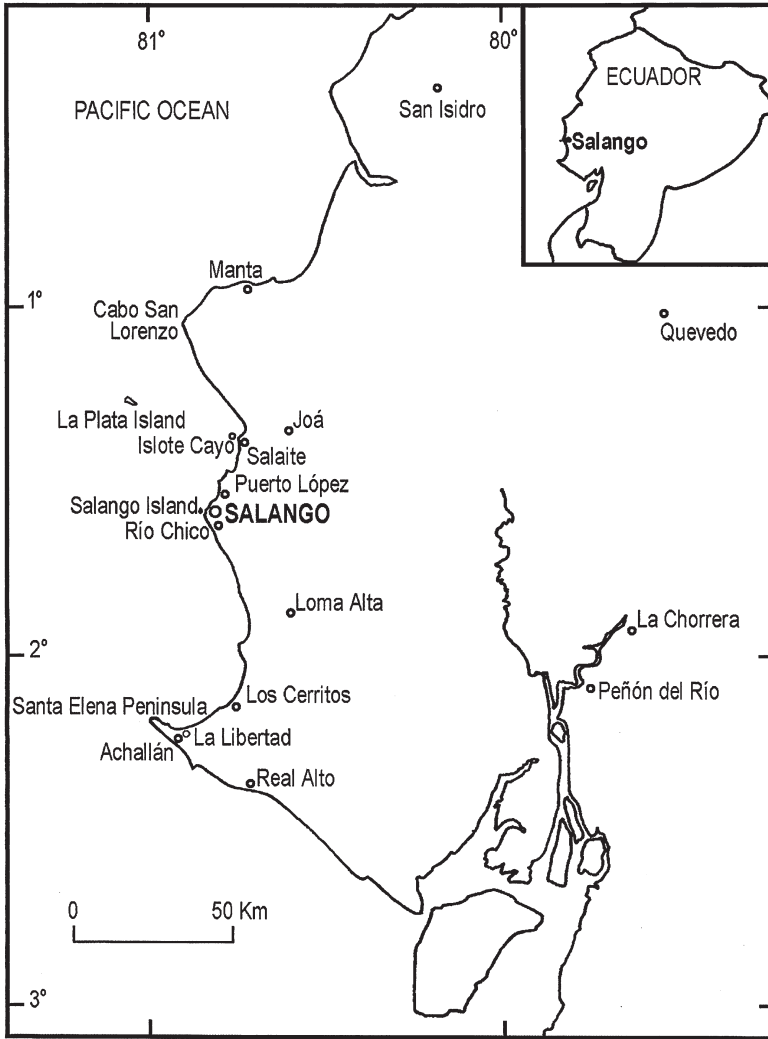 81°
80°
ECUADOR
Salango
PACIFIC OCEAN
San Isidro
Manta
1°
Cabo San
Lorenzo
Quevedo
La Plata Island
Joá
Islote Cayo
Salaite
Puerto López
Salango Island
SALANGO
Río Chico
Loma Alta
La Chorrera
2°
Peñón del Río
Los Cerritos
Santa Elena Peninsula
La Libertad
Achallán
Real Alto
0 50 Km
3°